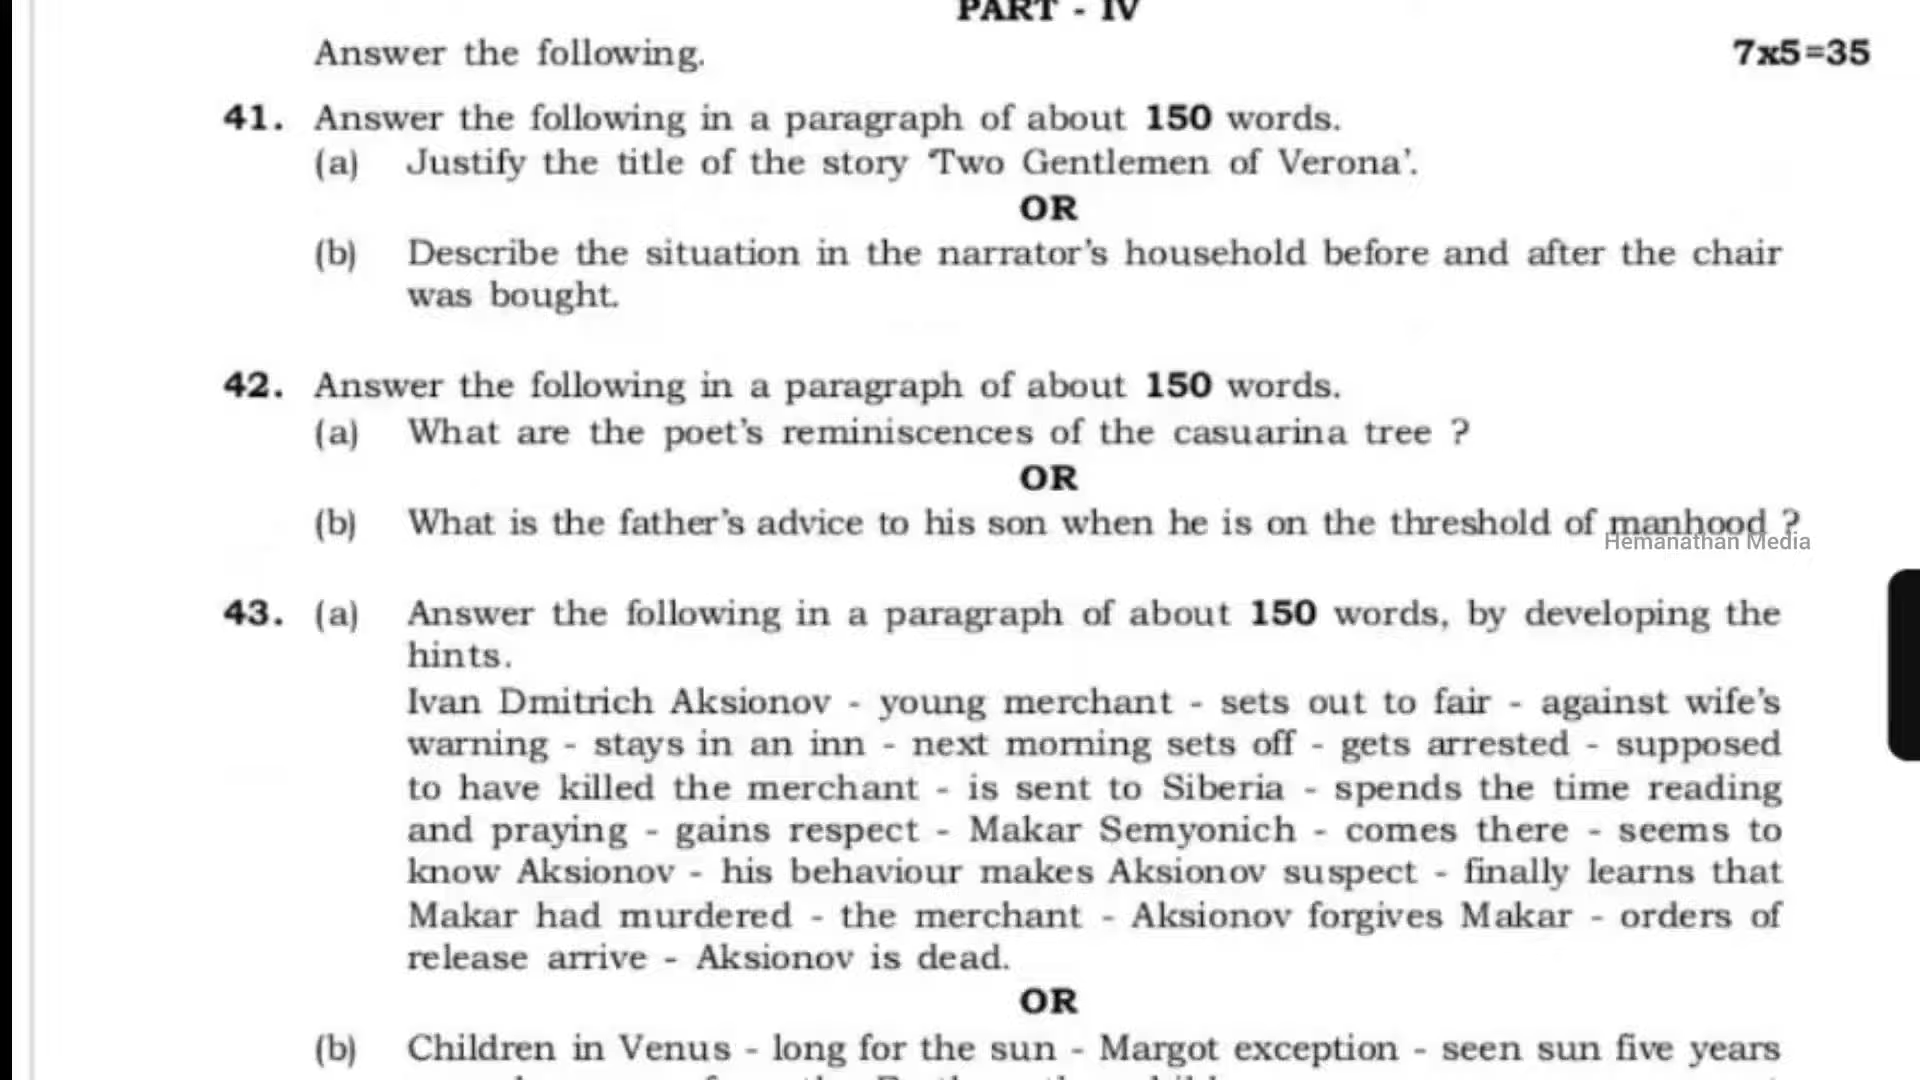 PART - IV
Answer the following. 7x5=35
41. Answer the following in a paragraph of about 150 words.
(a) Justify the title of the story 'Two Gentlemen of Verona'.
OR
(b) Describe the situation in the narrator's household before and after the chair
was bought.
42. Answer the following in a paragraph of about 150 words.
(a) What are the poet's reminiscences of the casuarina tree ?
OR
(b) What is the father's advice to his son when he is on the threshold of manhood ?
Hemanathan Media
43. (a) Answer the following in a paragraph of about 150 words, by developing the
hints.
Ivan Dmitrich Aksionov - young merchant - sets out to fair - against wife's
warning - stays in an inn - next morning sets off - gets arrested - supposed
to have killed the merchant - is sent to Siberia - spends the time reading
and praying - gains respect - Makar Semyonich - comes there - seems to
know Aksionov - his behaviour makes Aksionov suspect - finally learns that
Makar had murdered - the merchant - Aksionov forgives Makar - orders of
release arrive - Aksionov is dead.
OR
(b) Children in Venus - long for the sun - Margot exception - seen sun five years